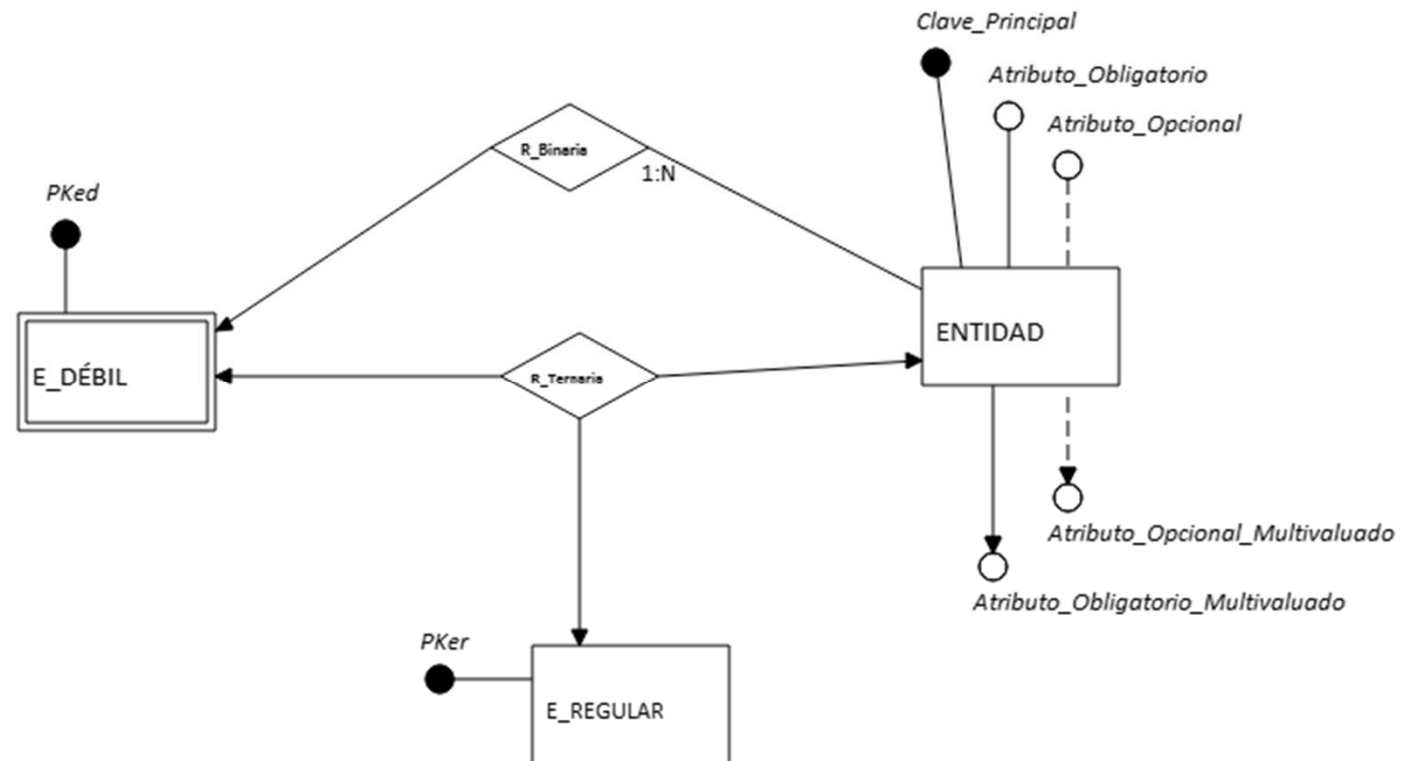 Clave_Principal
Atributo_Obligatorio
Atributo_Opcional
R_Binaria
1:N
PKed
ENTIDAD
E_DÉBIL
R_Ternaria
Atributo_Opcional_Multivaluado
Atributo_Obligatorio_Multivaluado
PKer
E_REGULAR